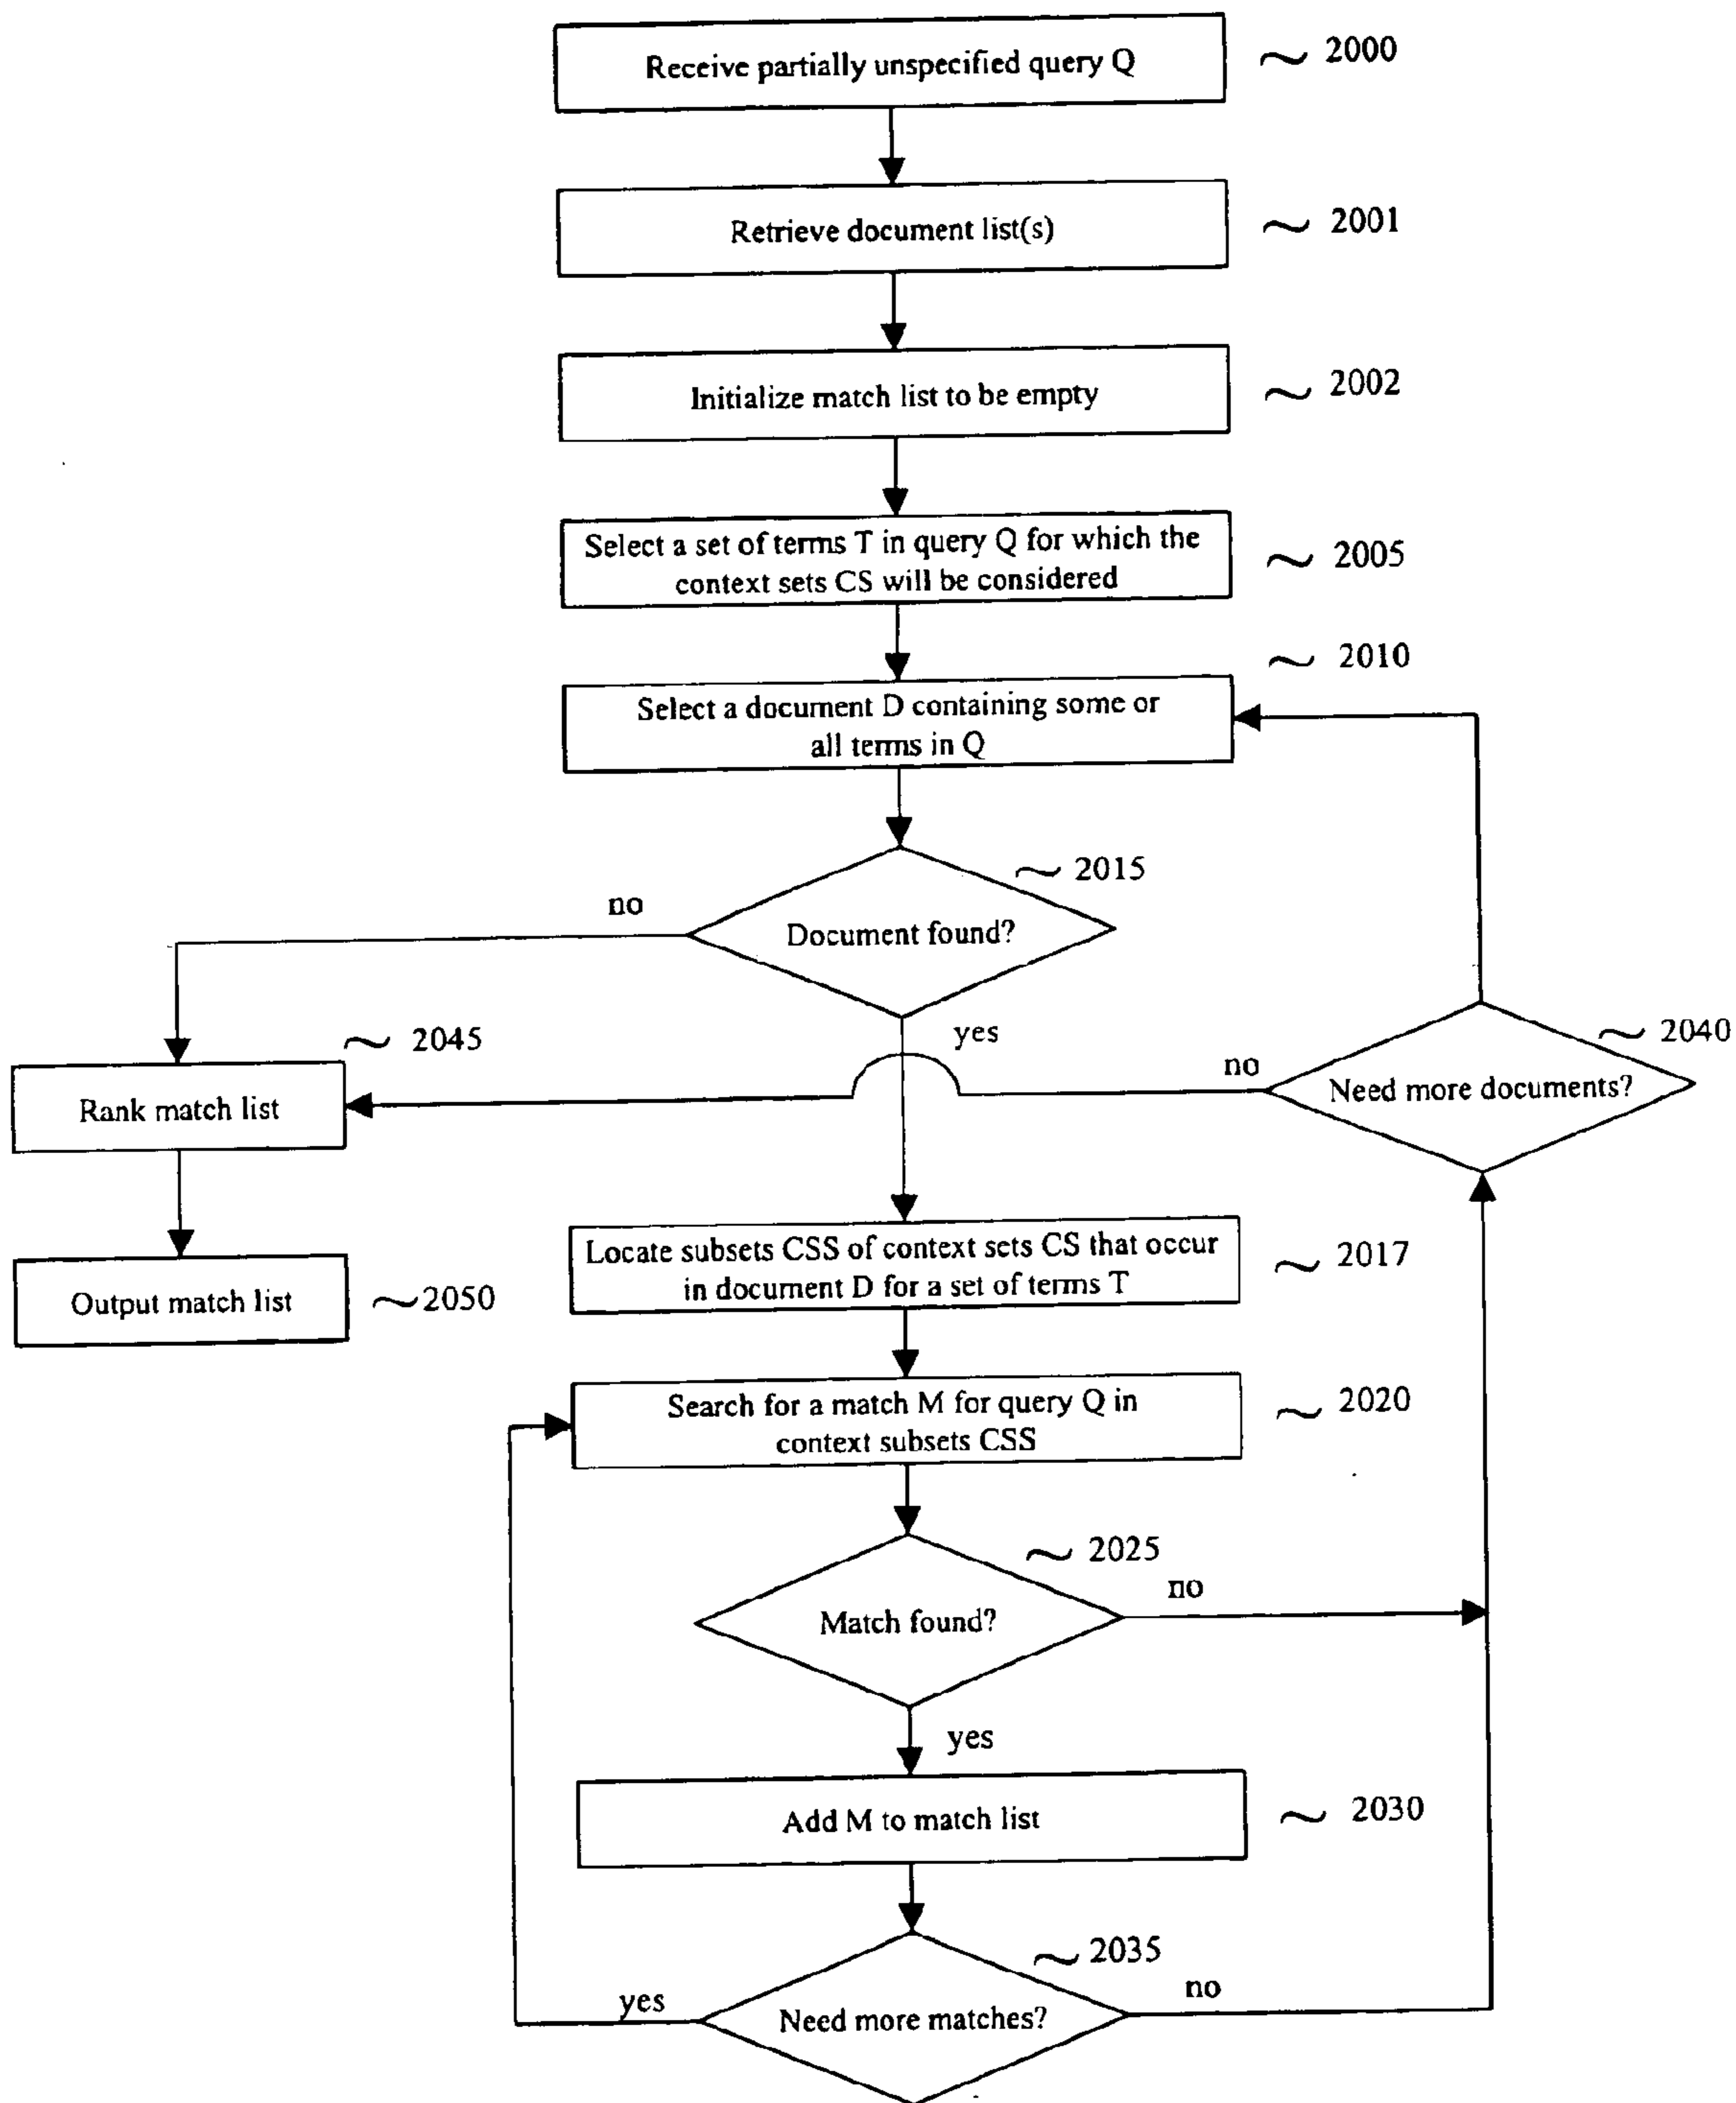 Receive partially unspecified query Q
2000
Retrieve document list(s)
2001
Initialize match list to be empty
2002
Select a set of terms T in query Q for which the
context sets CS will be considered
2005
2010
Select a document D containing some or
all terms in Q
2015
no
Document found?
yes
2045
2040
no
Need more documents?
Rank match list
Locate subsets CSS of context sets CS that occur
in document D for a set of terms T
2017
Output match list
2050
Search for a match M for query Q in
context subsets CSS
2020
2025
no
Match found?
yes
Add M to match list
2030
2035
yes
no
Need more matches?